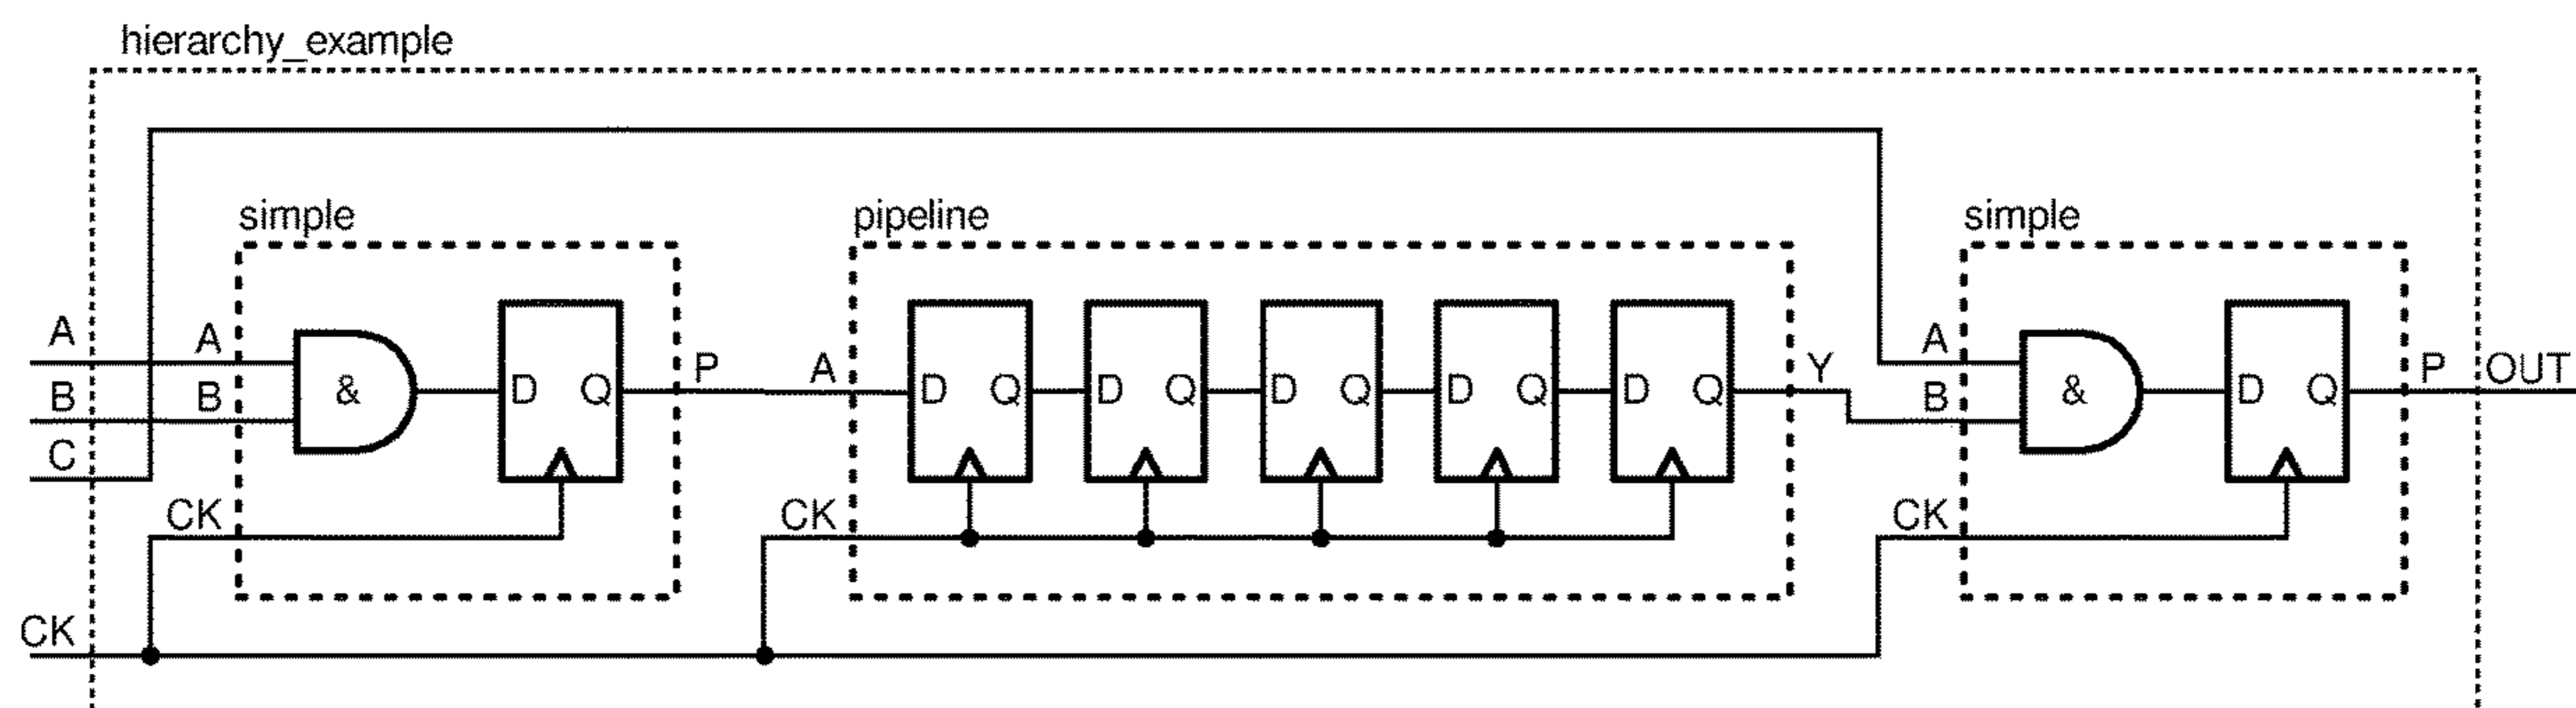 hierarchy_example
simple pipeline simple
A A P A Y A P OUT
B B & D Q D Q D Q D Q D Q D Q B & D Q
C
CK CK CK
CK